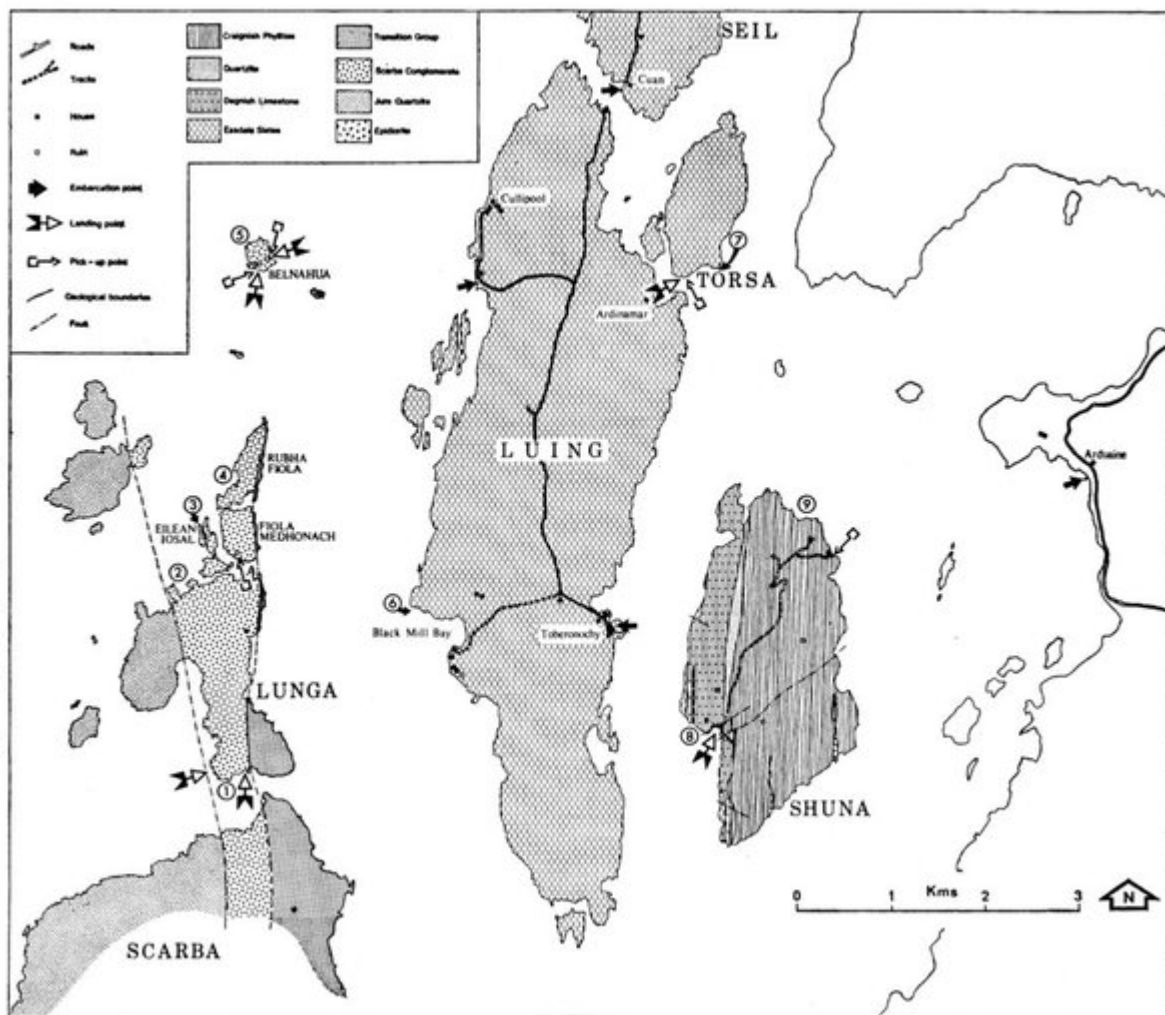 Roads
Tracks
House
Ruin
Embarcation point
Landing point
Pick-up point
Geological boundaries
Fault
Craignish Phyllites
Quartzite
Degnish Limestone
Easdale Slates
Transition Group
Scarba Conglomerate
Jura Quartzite
Epidiorite
SEIL
Cuan
Cullipool
5
BELNAHUA
7
TORSA
Ardinamar
LUING
RUBHA
FIOLA
4
3
EILEAN
IOSAL
FIOLA
MEDHONACH
2
9
Arduaine
6
Black Mill Bay
Toberonochy
LUNGA
8
1
SHUNA
SCARBA
0 1 2 3
Kms
N